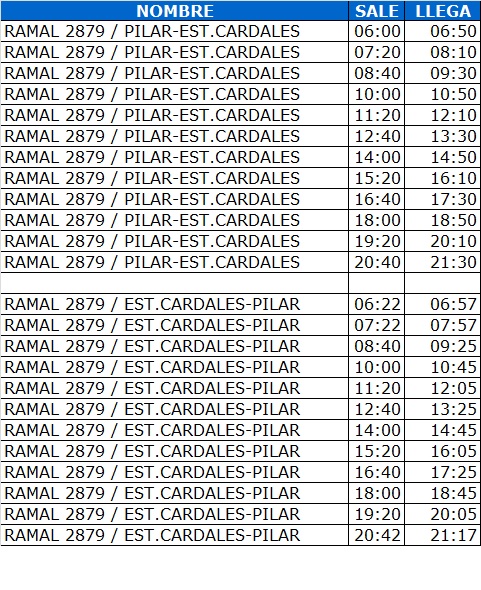 NOMBRE SALE LLEGA
RAMAL 2879 / PILAR-EST.CARDALES 06:00 06:50
RAMAL 2879 / PILAR-EST.CARDALES 07:20 08:10
RAMAL 2879 / PILAR-EST.CARDALES 08:40 09:30
RAMAL 2879 / PILAR-EST.CARDALES 10:00 10:50
RAMAL 2879 / PILAR-EST.CARDALES 11:20 12:10
RAMAL 2879 / PILAR-EST.CARDALES 12:40 13:30
RAMAL 2879 / PILAR-EST.CARDALES 14:00 14:50
RAMAL 2879 / PILAR-EST.CARDALES 15:20 16:10
RAMAL 2879 / PILAR-EST.CARDALES 16:40 17:30
RAMAL 2879 / PILAR-EST.CARDALES 18:00 18:50
RAMAL 2879 / PILAR-EST.CARDALES 19:20 20:10
RAMAL 2879 / PILAR-EST.CARDALES 20:40 21:30
RAMAL 2879 / EST.CARDALES-PILAR 06:22 06:57
RAMAL 2879 / EST.CARDALES-PILAR 07:22 07:57
RAMAL 2879 / EST.CARDALES-PILAR 08:40 09:25
RAMAL 2879 / EST.CARDALES-PILAR 10:00 10:45
RAMAL 2879 / EST.CARDALES-PILAR 11:20 12:05
RAMAL 2879 / EST.CARDALES-PILAR 12:40 13:25
RAMAL 2879 / EST.CARDALES-PILAR 14:00 14:45
RAMAL 2879 / EST.CARDALES-PILAR 15:20 16:05
RAMAL 2879 / EST.CARDALES-PILAR 16:40 17:25
RAMAL 2879 / EST.CARDALES-PILAR 18:00 18:45
RAMAL 2879 / EST.CARDALES-PILAR 19:20 20:05
RAMAL 2879 / EST.CARDALES-PILAR 20:42 21:17